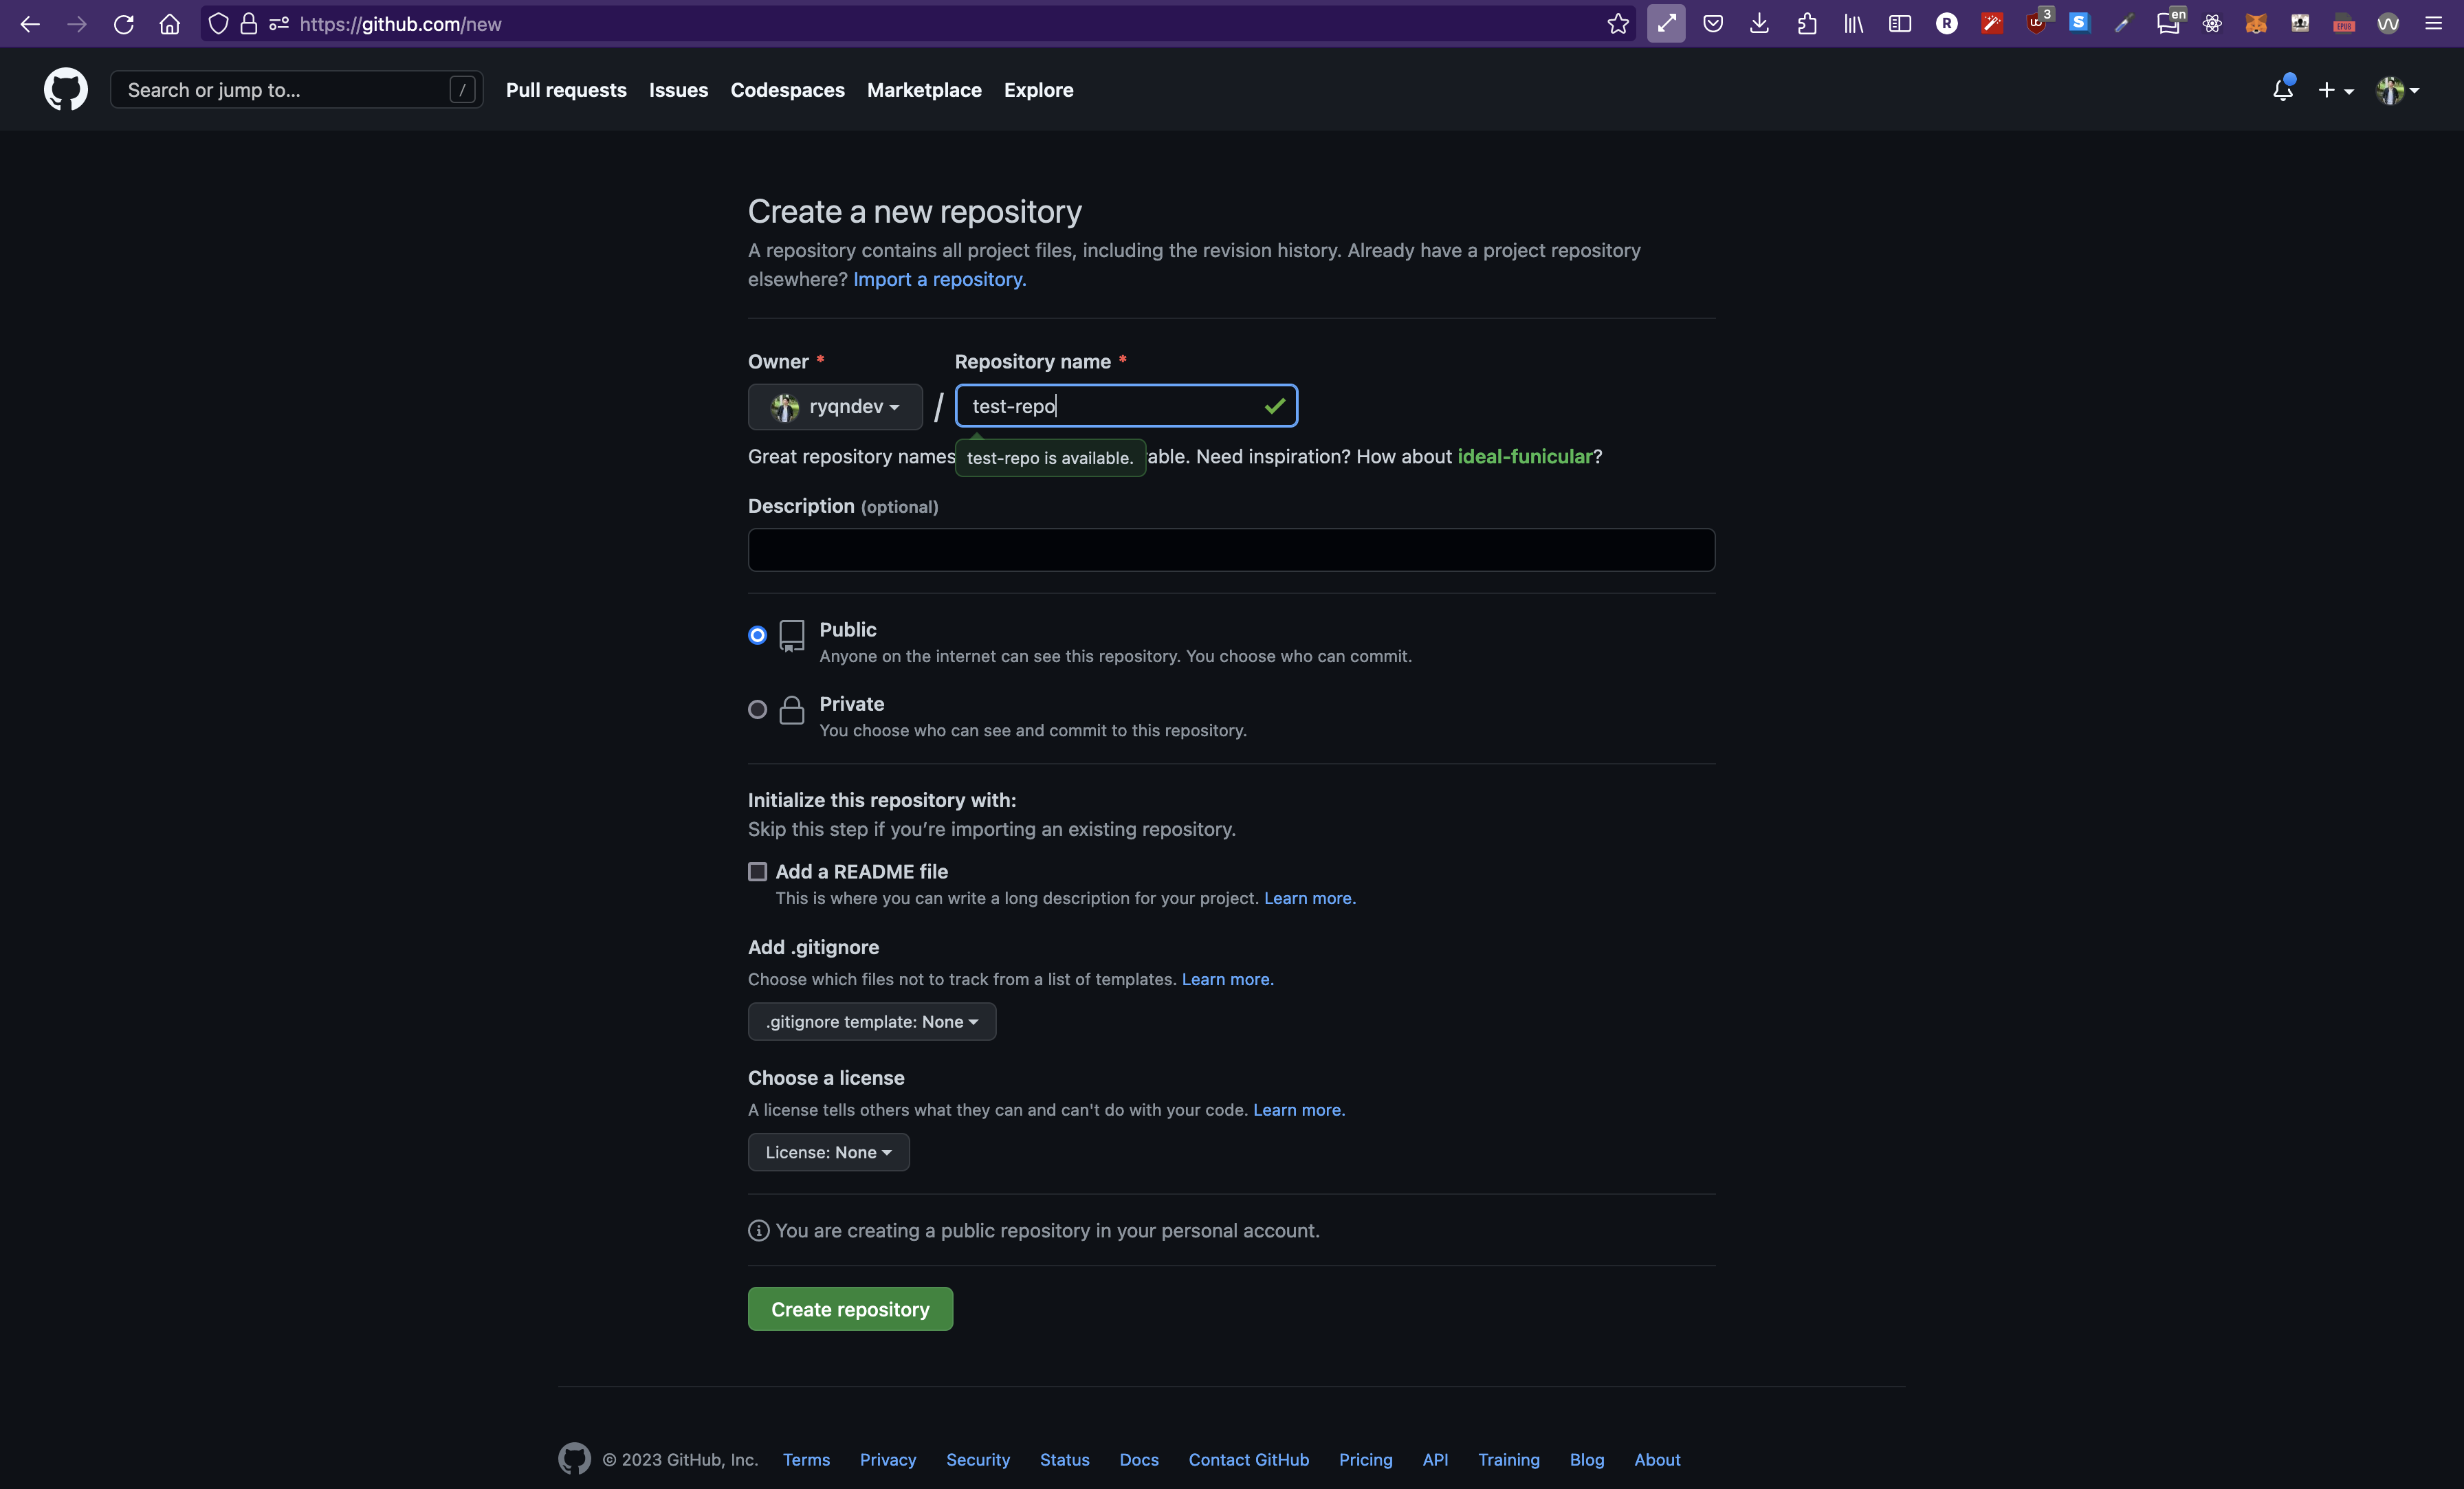 https://github.com/new
3
en
Search or jump to... /
Pull requests Issues Codespaces Marketplace Explore
Create a new repository
A repository contains all project files, including the revision history. Already have a project repository
elsewhere? Import a repository.
Owner * Repository name *
ryqndev / test-repo
Great repository names test-repo is available. able. Need inspiration? How about ideal-funicular?
Description (optional)
Public
Anyone on the internet can see this repository. You choose who can commit.
Private
You choose who can see and commit to this repository.
Initialize this repository with:
Skip this step if you’re importing an existing repository.
Add a README file
This is where you can write a long description for your project. Learn more.
Add .gitignore
Choose which files not to track from a list of templates. Learn more.
.gitignore template: None
Choose a license
A license tells others what they can and can't do with your code. Learn more.
License: None
You are creating a public repository in your personal account.
Create repository
© 2023 GitHub, Inc. Terms Privacy Security Status Docs Contact GitHub Pricing API Training Blog About